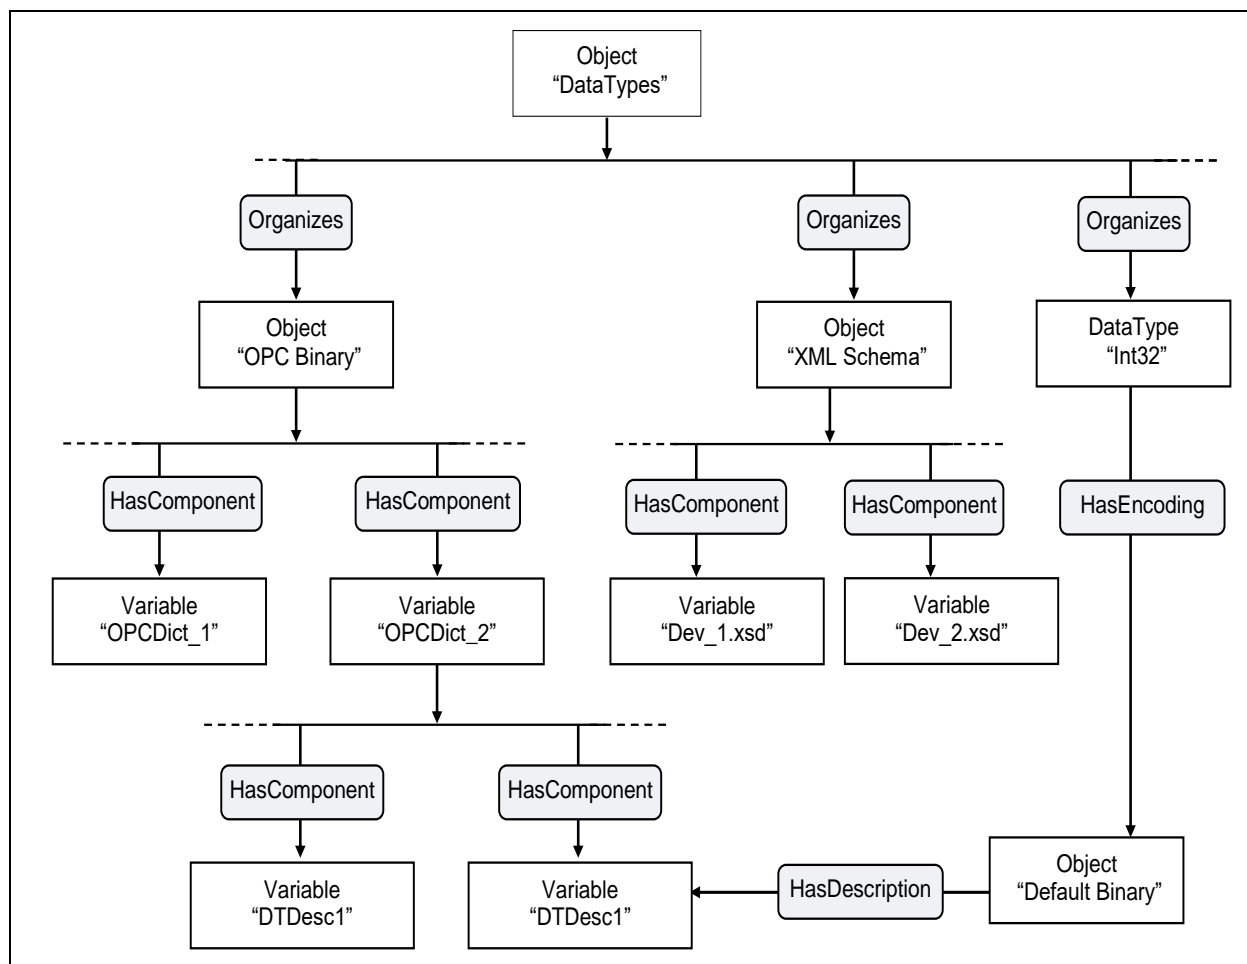 Object
“DataTypes”
Organizes
Organizes
Organizes
Object
“OPC Binary”
Object
“XML Schema”
DataType
“Int32”
HasComponent
HasComponent
HasComponent
HasComponent
HasEncoding
Variable
“OPCDict_1”
Variable
“OPCDict_2”
Variable
“Dev_1.xsd”
Variable
“Dev_2.xsd”
HasComponent
HasComponent
Variable
“DTDesc1”
Variable
“DTDesc1”
HasDescription
Object
“Default Binary”